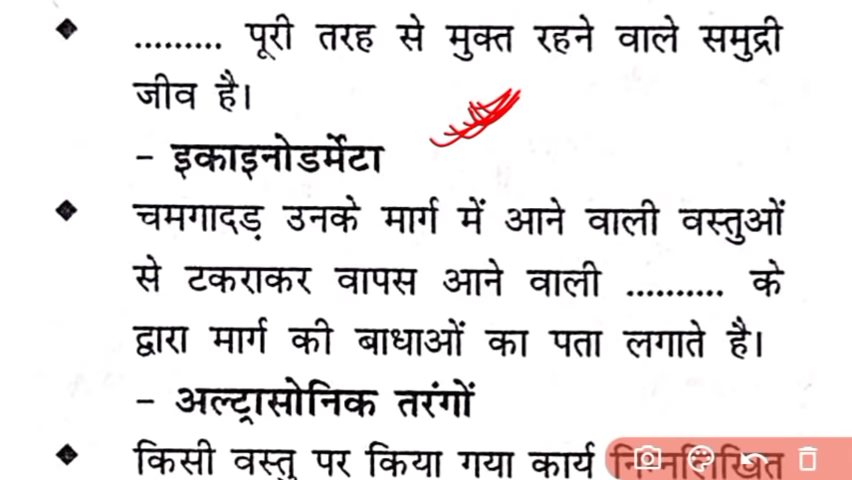 ◆ ......... पूरी तरह से मुक्त रहने वाले समुद्री
जीव है।
– इकाइनोडर्मेटा
◆ चमगादड़ उनके मार्ग में आने वाली वस्तुओं
से टकराकर वापस आने वाली .......... के
द्वारा मार्ग की बाधाओं का पता लगाते है।
– अल्ट्रासोनिक तरंगों
◆ किसी वस्तु पर किया गया कार्य निम्नलिखित